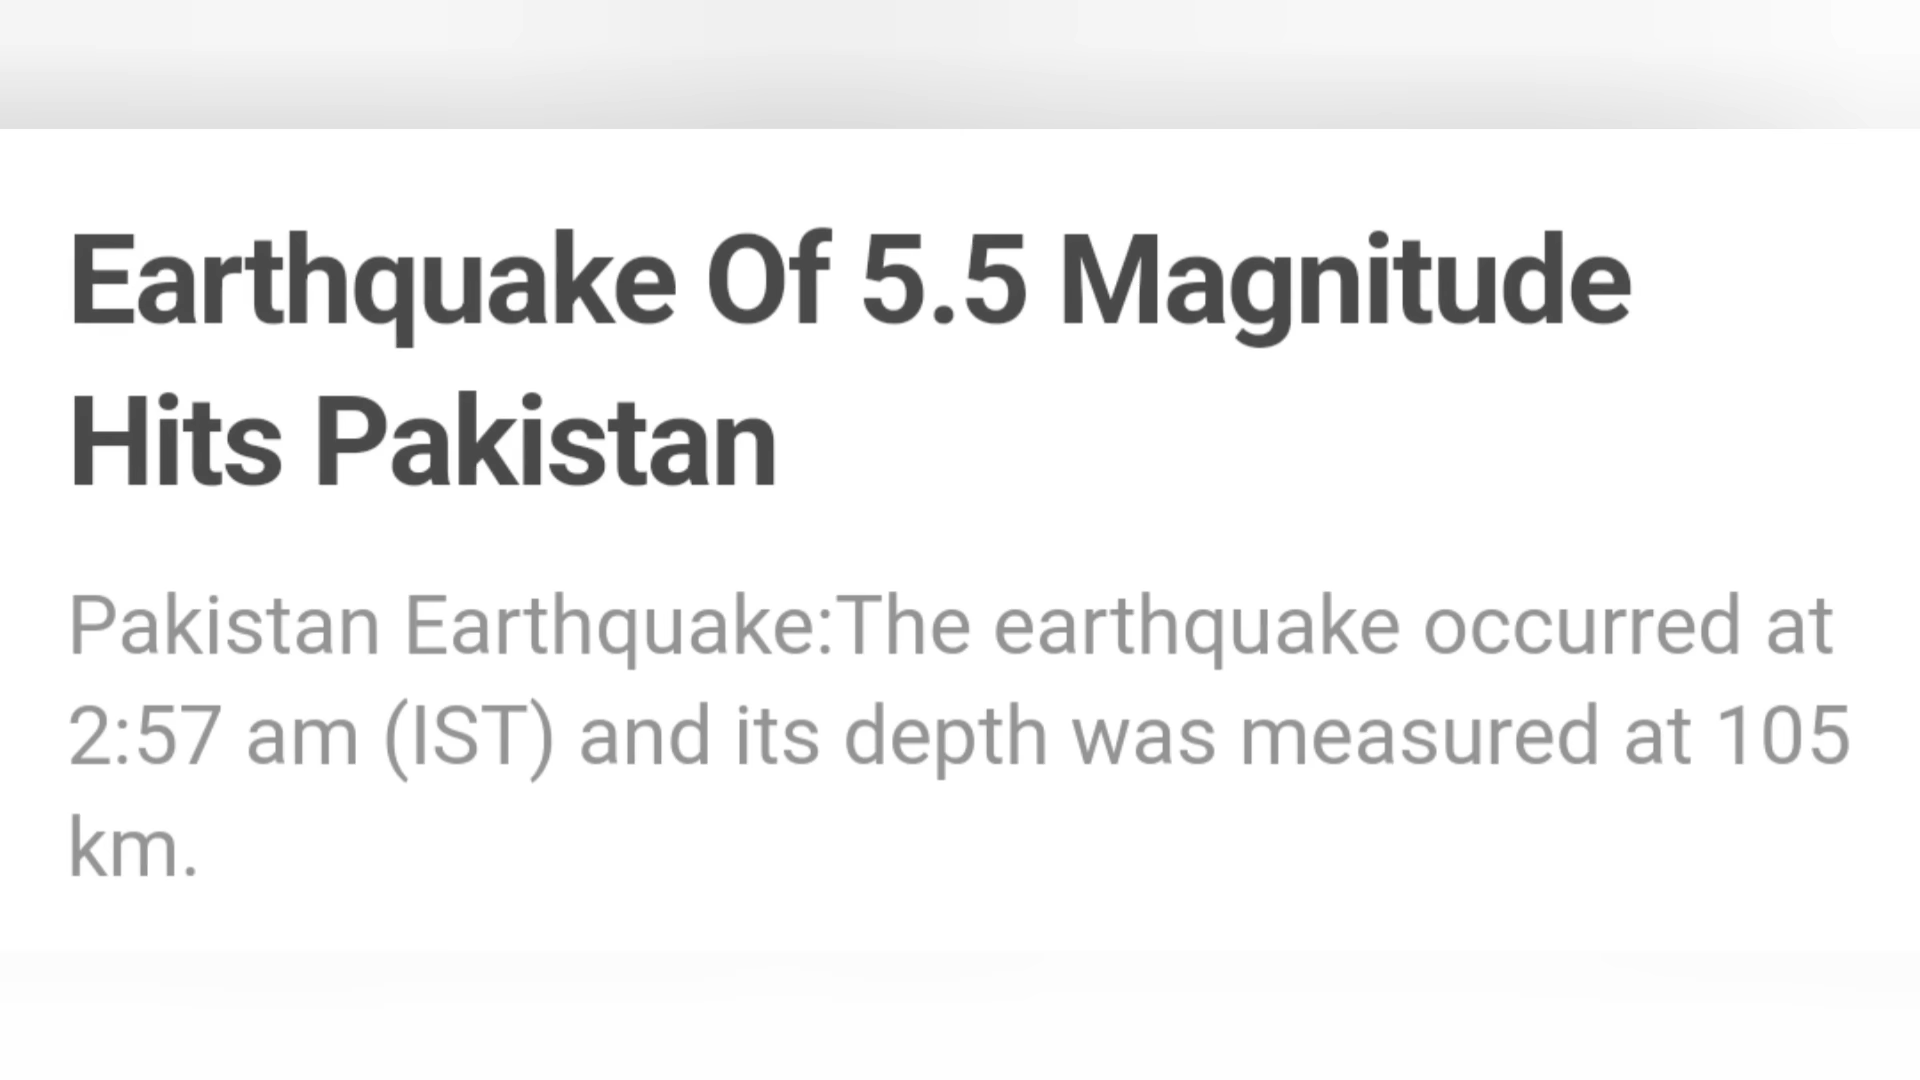 Earthquake Of 5.5 Magnitude
Hits Pakistan
Pakistan Earthquake:The earthquake occurred at
2:57 am (IST) and its depth was measured at 105
km.